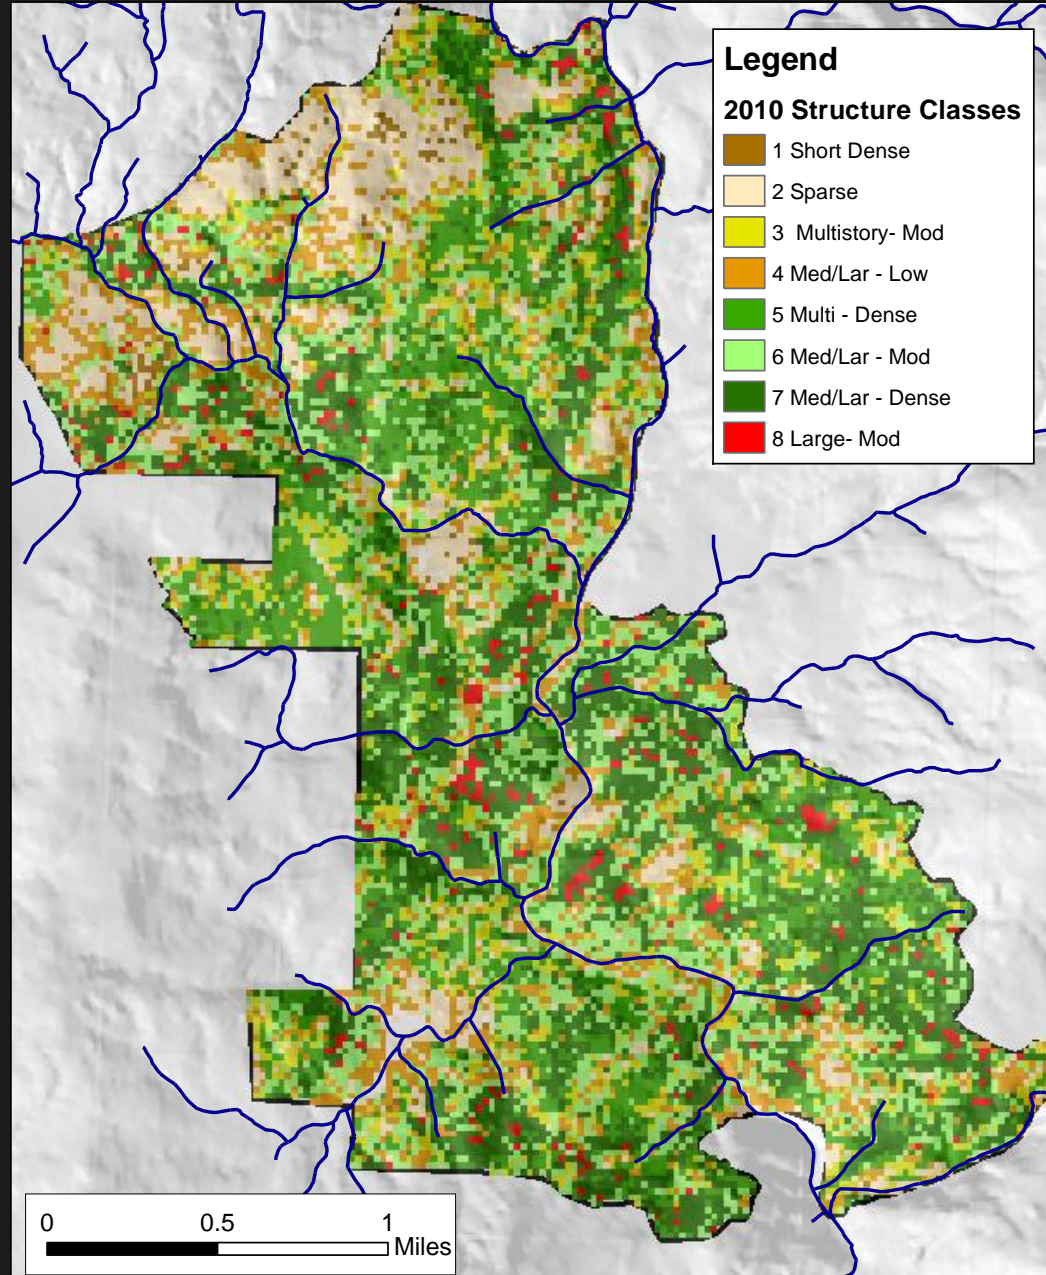 Legend
2010 Structure Classes
1 Short Dense
2 Sparse
3 Multistory- Mod
4 Med/Lar - Low
5 Multi - Dense
6 Med/Lar - Mod
7 Med/Lar - Dense
8 Large- Mod
0 0.5 1
Miles